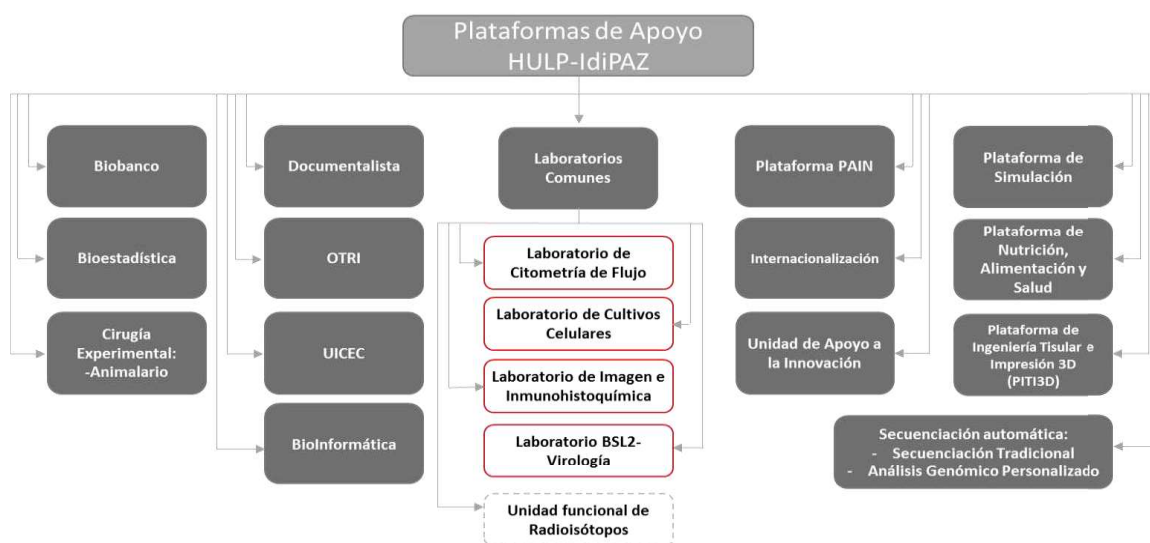 Plataformas de Apoyo
HULP-IdiPAZ
Biobanco
Bioestadística
Cirugía
Experimental:
-Animalario
Documentalista
OTRI
UICEC
BioInformática
Laboratorios
Comunes
Laboratorio de
Citometría de Flujo
Laboratorio de Cultivos
Celulares
Laboratorio de Imagen e
Inmunohistoquímica
Laboratorio BSL2-
Virología
Unidad funcional de
Radioisótopos
Plataforma PAIN
Internacionalización
Unidad de Apoyo a
la Innovación
Plataforma de
Simulación
Plataforma de
Nutrición,
Alimentación y
Salud
Plataforma de
Ingeniería Tisular e
Impresión 3D
(PITI3D)
Secuenciación automática:
- Secuenciación Tradicional
- Análisis Genómico Personalizado